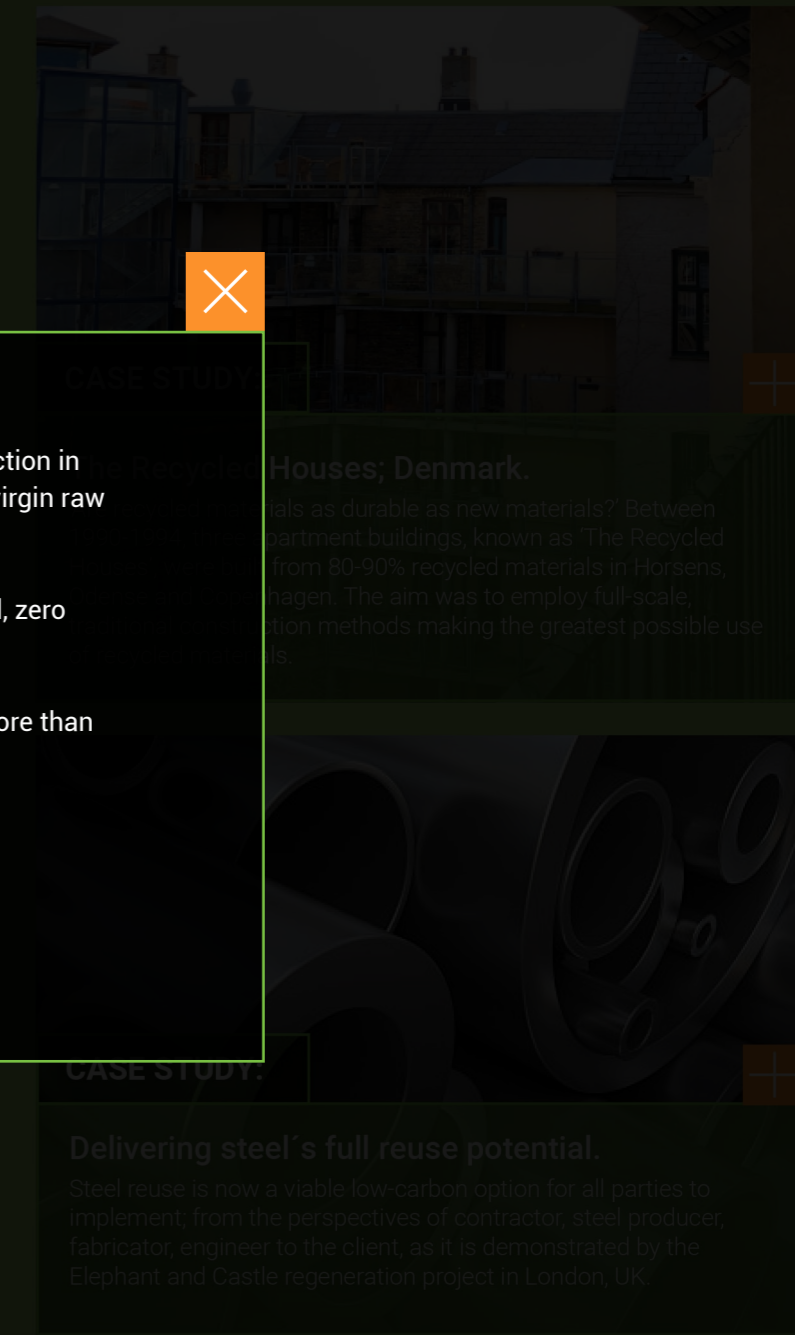 CASE STUDY:
ction in
virgin raw
The Recycled Houses; Denmark.
rials as durable as new materials?' Between
partment buildings, known as 'The Recycled
from 80-90% recycled materials in Horsens,
hagen. The aim was to employ full-scale,
ction methods making the greatest possible use
ls.
, zero
ore than
CASE STUDY:
Delivering steel´s full reuse potential.
Steel reuse is now a viable low-carbon option for all parties to
implement; from the perspectives of contractor, steel producer,
fabricator, engineer to the client, as it is demonstrated by the
Elephant and Castle regeneration project in London, UK.